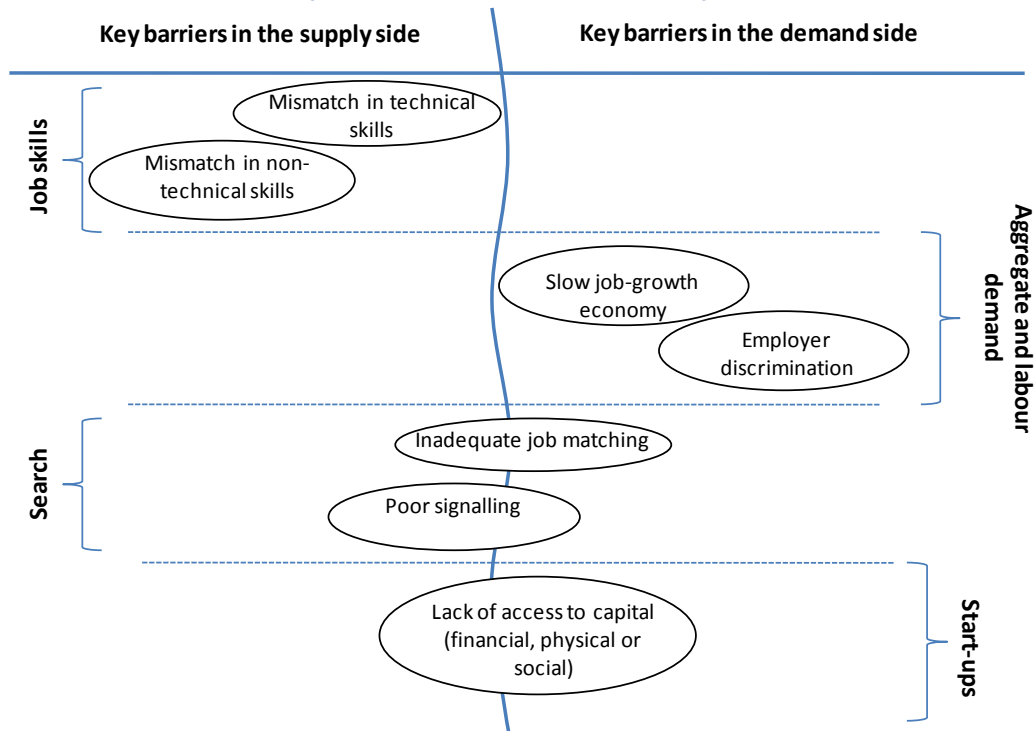 Key barriers in the supply side
Key barriers in the demand side
Job skills
Mismatch in technical
skills
Mismatch in non-
technical skills
Slow job-growth
economy
Employer
discrimination
Aggregate and labour
demand
Search
Inadequate job matching
Poor signalling
Lack of access to capital
(financial, physical or
social)
Start-ups